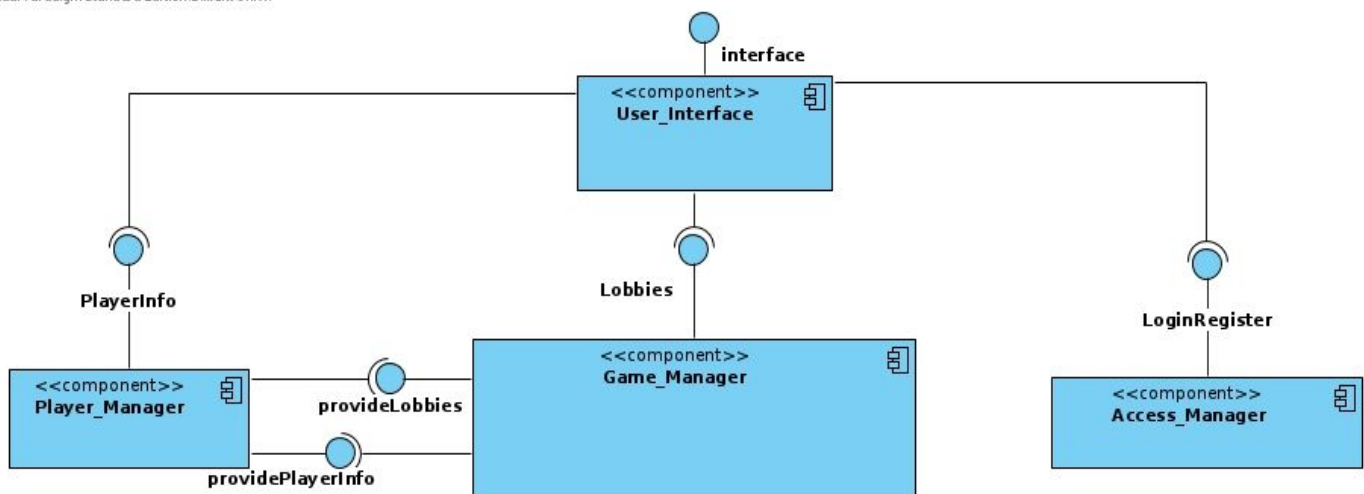 interface
<<component>>
User_Interface
PlayerInfo
Lobbies
LoginRegister
<<component>>
Player_Manager
provideLobbies
providePlayerInfo
<<component>>
Game_Manager
<<component>>
Access_Manager